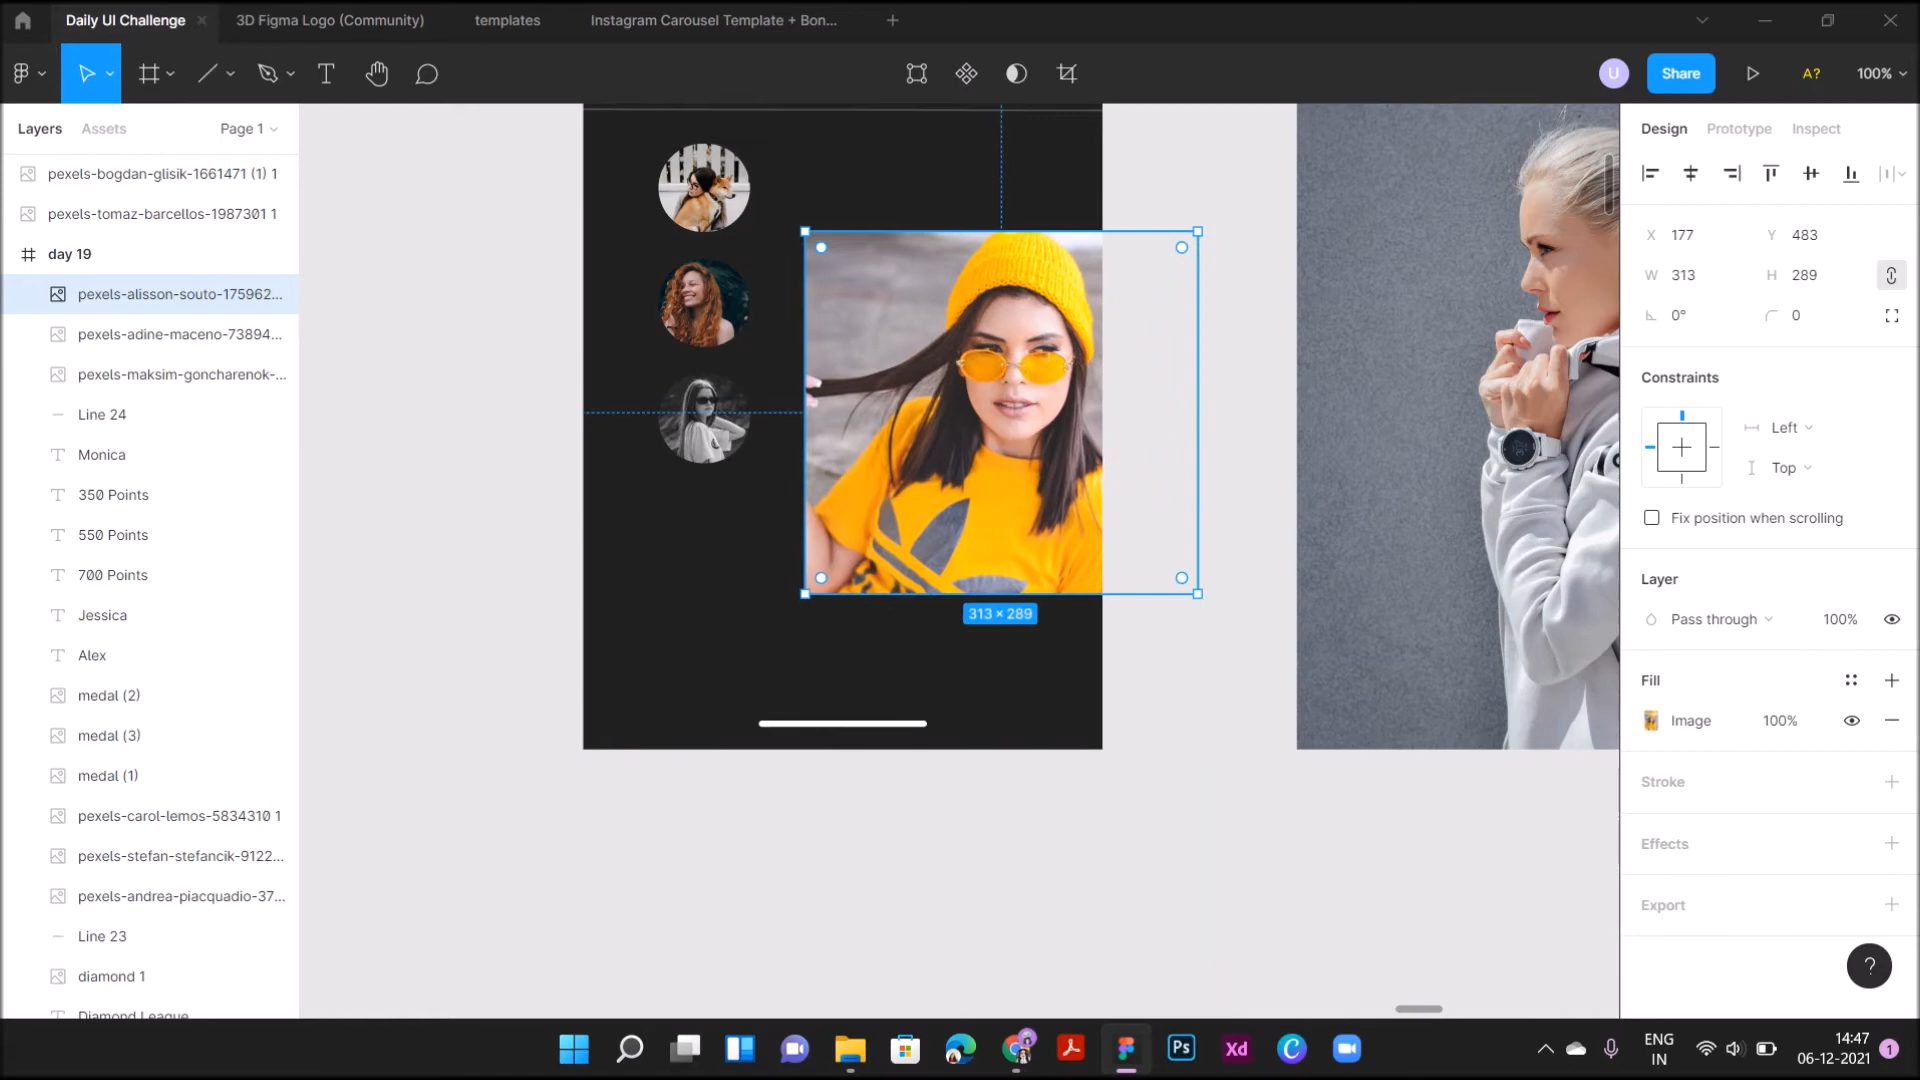 Daily UI Challenge
3D Figma Logo (Community)
templates
Instagram Carousel Template + Bon...
U
Share
A?
100%
Layers
Assets
Page 1
pexels-bogdan-glisik-1661471 (1) 1
pexels-tomaz-barcellos-1987301 1
day 19
pexels-alisson-souto-175962...
pexels-adine-maceno-73894...
pexels-maksim-goncharenok-...
Line 24
Monica
350 Points
550 Points
700 Points
Jessica
Alex
medal (2)
medal (3)
medal (1)
pexels-carol-lemos-5834310 1
pexels-stefan-stefancik-9122...
pexels-andrea-piacquadio-37...
Line 23
diamond 1
Diamond League
313 × 289
Design
Prototype
Inspect
X 177
Y 483
W 313
H 289
0°
0
Constraints
Left
Top
Fix position when scrolling
Layer
Pass through
100%
Fill
Image
100%
Stroke
Effects
Export
?
Ps
Xd
ENG
IN
14:47
06-12-2021
1